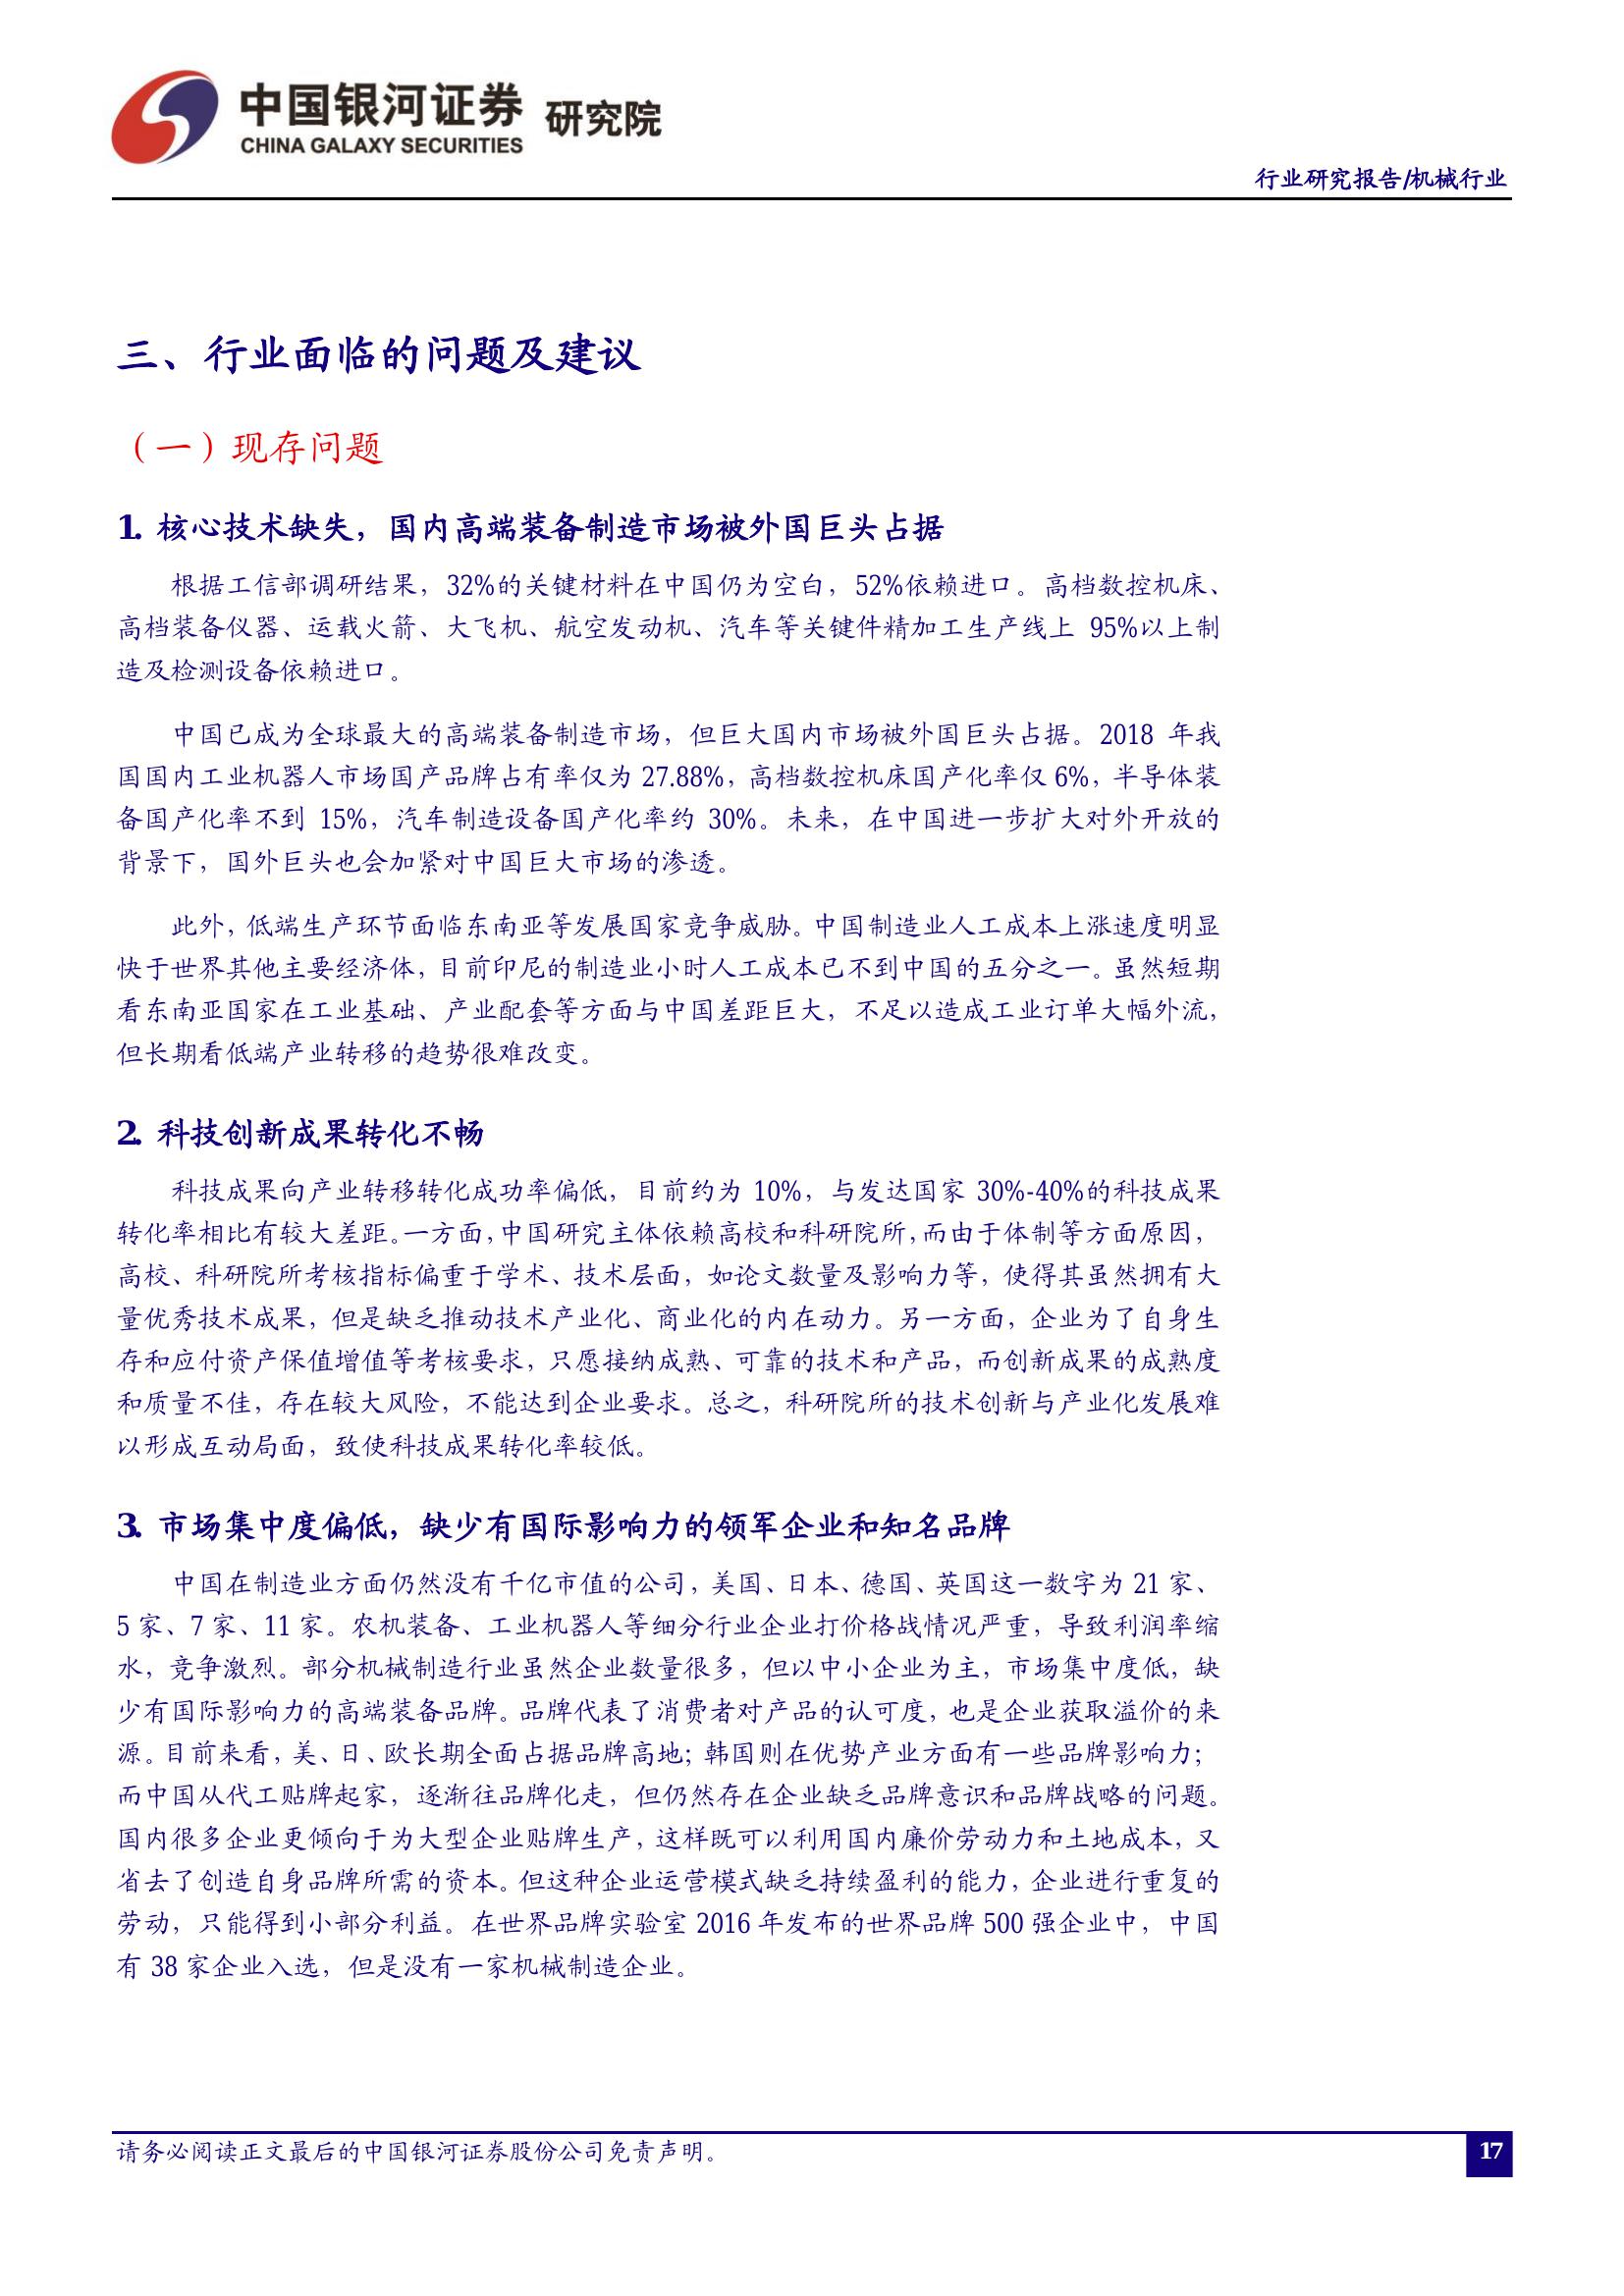 中国银河证券 研究院
CHINA GALAXY SECURITIES
行业研究报告/机械行业
三、行业面临的问题及建议
（一）现存问题
1. 核心技术缺失，国内高端装备制造市场被外国巨头占据
根据工信部调研结果，32%的关键材料在中国仍为空白，52%依赖进口。高档数控机床、
高档装备仪器、运载火箭、大飞机、航空发动机、汽车等关键件精加工生产线上 95%以上制
造及检测设备依赖进口。
中国已成为全球最大的高端装备制造市场，但巨大国内市场被外国巨头占据。2018 年我
国国内工业机器人市场国产品牌占有率仅为 27.88%，高档数控机床国产化率仅 6%，半导体装
备国产化率不到 15%，汽车制造设备国产化率约 30%。未来，在中国进一步扩大对外开放的
背景下，国外巨头也会加紧对中国巨大市场的渗透。
此外，低端生产环节面临东南亚等发展国家竞争威胁。中国制造业人工成本上涨速度明显
快于世界其他主要经济体，目前印尼的制造业小时人工成本已不到中国的五分之一。虽然短期
看东南亚国家在工业基础、产业配套等方面与中国差距巨大，不足以造成工业订单大幅外流，
但长期看低端产业转移的趋势很难改变。
2. 科技创新成果转化不畅
科技成果向产业转移转化成功率偏低，目前约为 10%，与发达国家 30%-40%的科技成果
转化率相比有较大差距。一方面，中国研究主体依赖高校和科研院所，而由于体制等方面原因，
高校、科研院所考核指标偏重于学术、技术层面，如论文数量及影响力等，使得其虽然拥有大
量优秀技术成果，但是缺乏推动技术产业化、商业化的内在动力。另一方面，企业为了自身生
存和应付资产保值增值等考核要求，只愿接纳成熟、可靠的技术和产品，而创新成果的成熟度
和质量不佳，存在较大风险，不能达到企业要求。总之，科研院所的技术创新与产业化发展难
以形成互动局面，致使科技成果转化率较低。
3. 市场集中度偏低，缺少有国际影响力的领军企业和知名品牌
中国在制造业方面仍然没有千亿市值的公司，美国、日本、德国、英国这一数字为 21 家、
5 家、7 家、11 家。农机装备、工业机器人等细分行业企业打价格战情况严重，导致利润率缩
水，竞争激烈。部分机械制造行业虽然企业数量很多，但以中小企业为主，市场集中度低，缺
少有国际影响力的高端装备品牌。品牌代表了消费者对产品的认可度，也是企业获取溢价的来
源。目前来看，美、日、欧长期全面占据品牌高地；韩国则在优势产业方面有一些品牌影响力；
而中国从代工贴牌起家，逐渐往品牌化走，但仍然存在企业缺乏品牌意识和品牌战略的问题。
国内很多企业更倾向于为大型企业贴牌生产，这样既可以利用国内廉价劳动力和土地成本，又
省去了创造自身品牌所需的资本。但这种企业运营模式缺乏持续盈利的能力，企业进行重复的
劳动，只能得到小部分利益。在世界品牌实验室 2016 年发布的世界品牌 500 强企业中，中国
有 38 家企业入选，但是没有一家机械制造企业。
请务必阅读正文最后的中国银河证券股份公司免责声明。
17